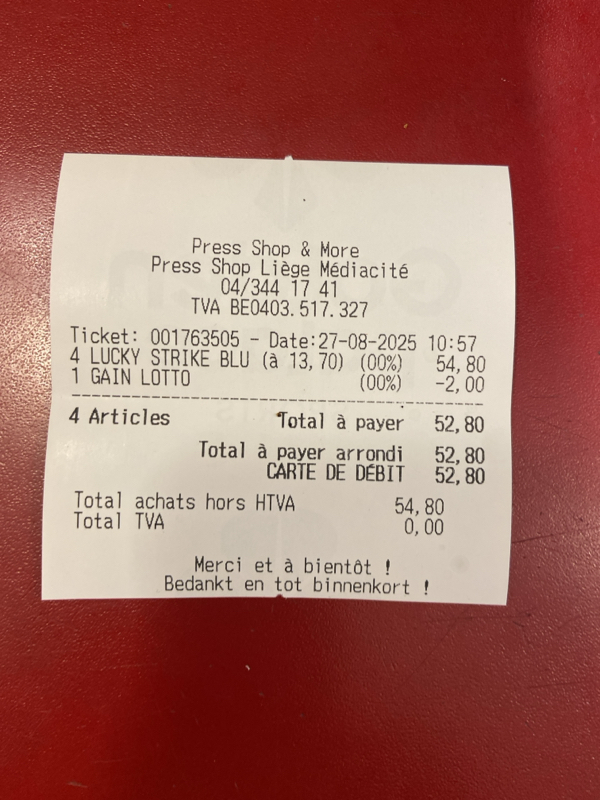 Press Shop & More
Press Shop Liège Médiacité
04/344 17 41
TVA BE0403.517.327
Ticket: 001763505 - Date:27-08-2025 10:57
4 LUCKY STRIKE BLU (à 13,70) (00%) 54,80
1 GAIN LOTTO (00%) -2,00
4 Articles Total à payer 52,80
Total à payer arrondi 52,80
CARTE DE DÉBIT 52,80
Total achats hors HTVA 54,80
Total TVA 0,00
Merci et à bientôt !
Bedankt en tot binnenkort !